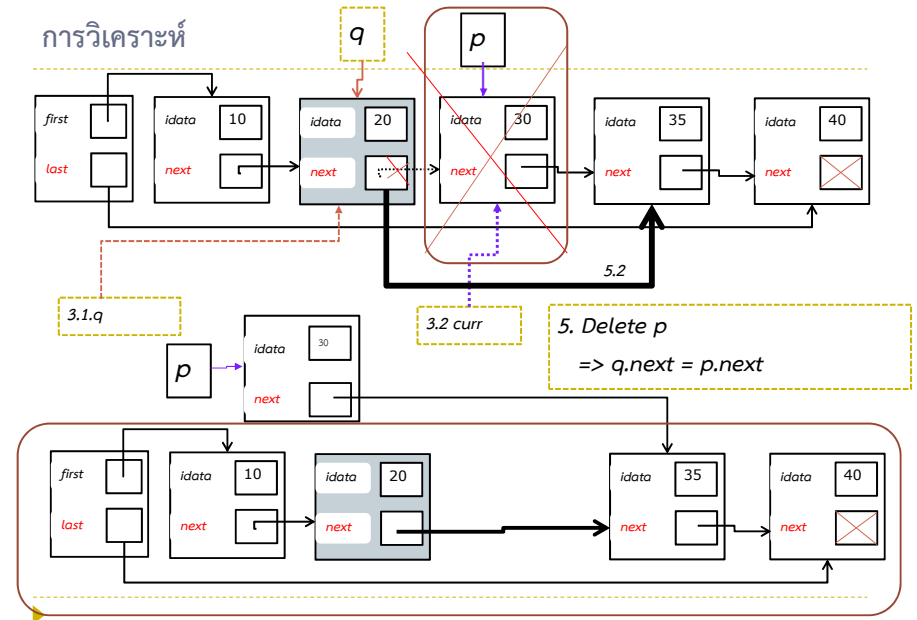 การวิเคราะห์
q
p
first
last
idata
10
next
idata
20
next
idata
30
next
idata
35
next
idata
40
next
5.2
3.1.q
3.2 curr
5. Delete p
=> q.next = p.next
p
idata
30
next
first
last
idata
10
next
idata
20
next
idata
35
next
idata
40
next